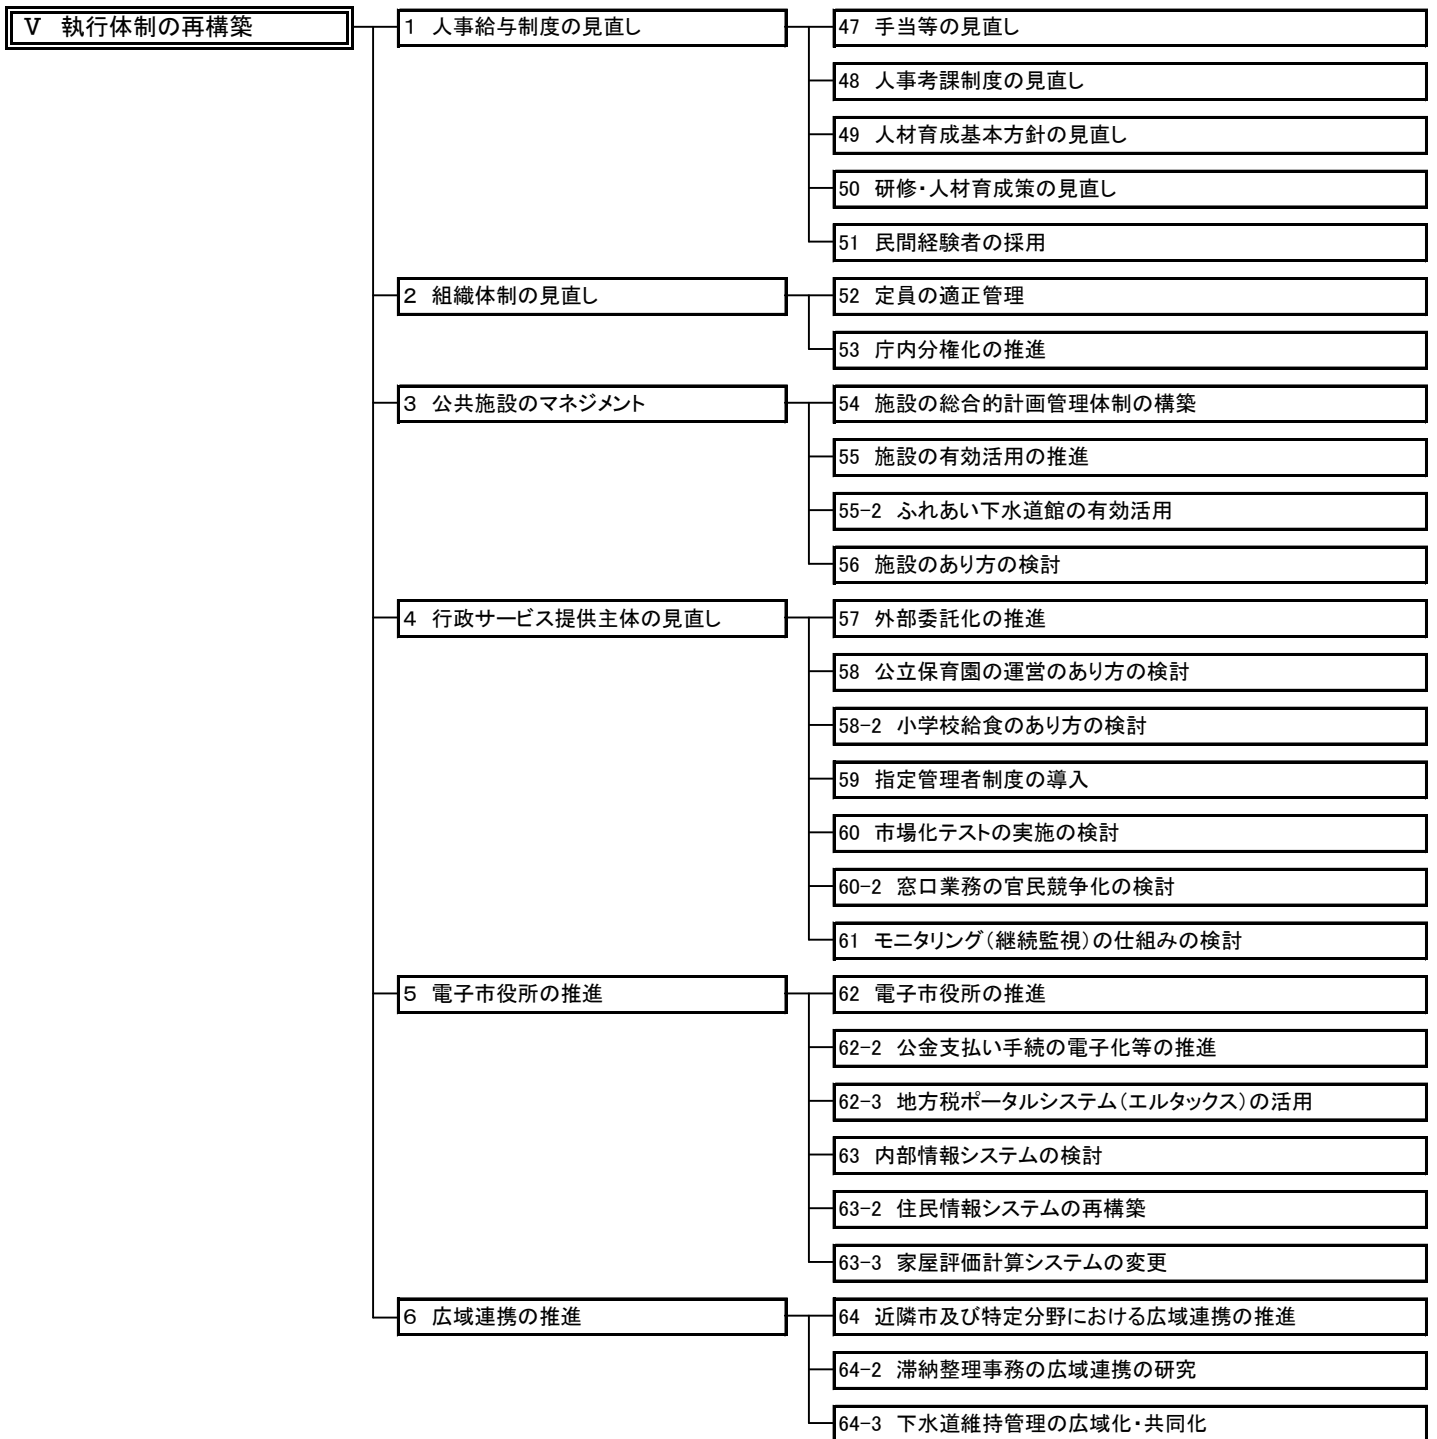 Ⅴ 執行体制の再構築
1 人事給与制度の見直し
47 手当等の見直し
48 人事考課制度の見直し
49 人材育成基本方針の見直し
50 研修・人材育成策の見直し
51 民間経験者の採用
2 組織体制の見直し
52 定員の適正管理
53 庁内分権化の推進
3 公共施設のマネジメント
54 施設の総合的計画管理体制の構築
55 施設の有効活用の推進
55-2 ふれあい下水道館の有効活用
56 施設のあり方の検討
4 行政サービス提供主体の見直し
57 外部委託化の推進
58 公立保育園の運営のあり方の検討
58-2 小学校給食のあり方の検討
59 指定管理者制度の導入
60 市場化テストの実施の検討
60-2 窓口業務の官民競争化の検討
61 モニタリング(継続監視)の仕組みの検討
5 電子市役所の推進
62 電子市役所の推進
62-2 公金支払い手続の電子化等の推進
62-3 地方税ポータルシステム(エルタックス)の活用
63 内部情報システムの検討
63-2 住民情報システムの再構築
63-3 家屋評価計算システムの変更
6 広域連携の推進
64 近隣市及び特定分野における広域連携の推進
64-2 滞納整理事務の広域連携の研究
64-3 下水道維持管理の広域化・共同化